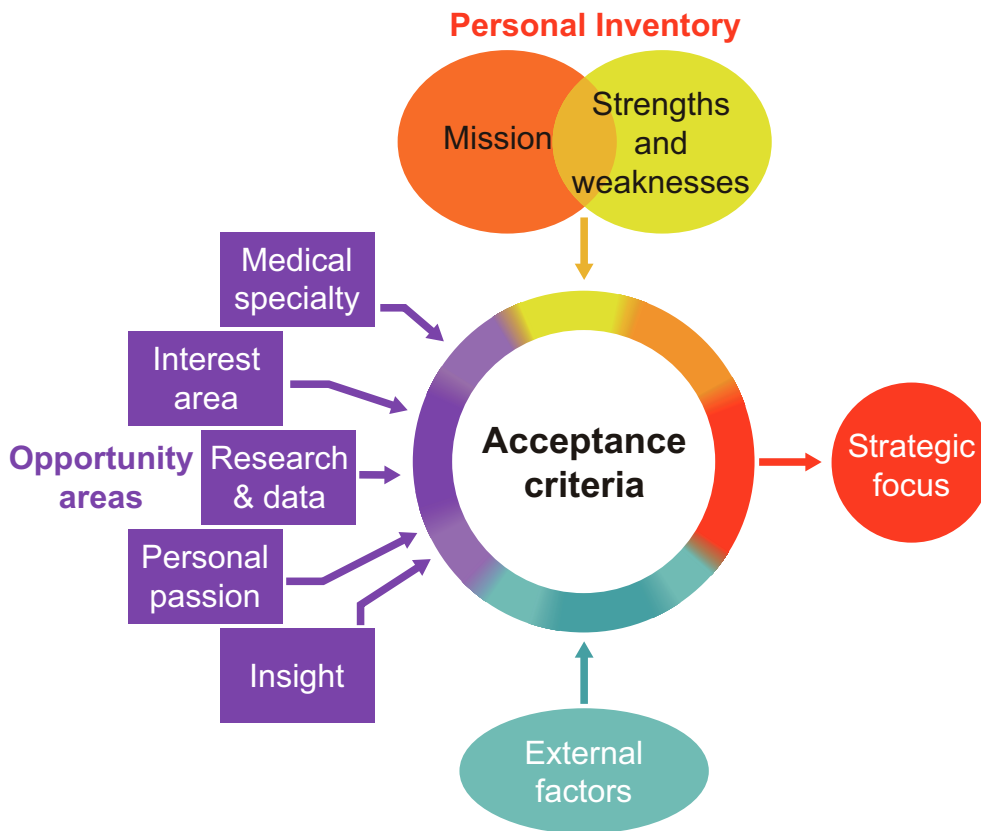 Personal Inventory
Mission
Strengths
and
weaknesses
Medical
specialty
Interest
area
Opportunity
areas
Research
& data
Personal
passion
Insight
Acceptance
criteria
Strategic
focus
External
factors